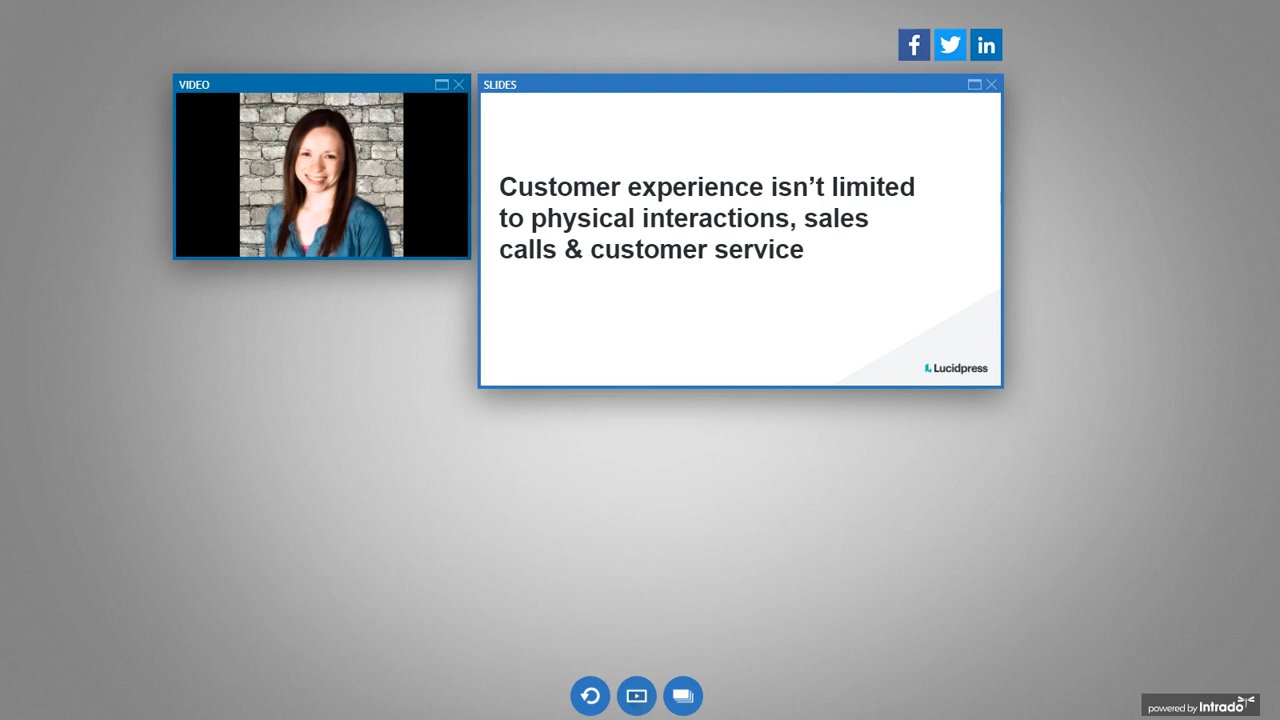 VIDEO
SLIDES
Customer experience isn’t limited
to physical interactions, sales
calls & customer service
Lucidpress
powered by Intrado